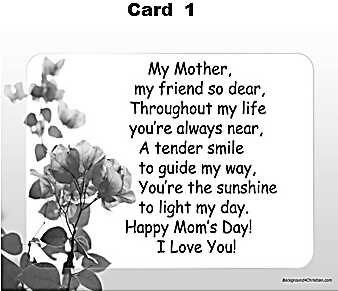 Card 1
My Mother,
my friend so dear,
Throughout my life
you're always near,
A tender smile
to guide my way,
You're the sunshine
to light my day.
Happy Mom's Day!
I Love You!
Background4Christian.com